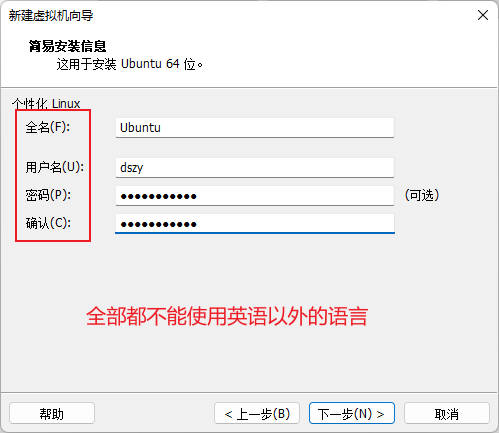 新建虚拟机向导
简易安装信息
这用于安装 Ubuntu 64 位。
个性化 Linux
全名(F):
Ubuntu
用户名(U):
dszy
密码(P):
●●●●●●●●●●●
(可选)
确认(C):
●●●●●●●●●●●
全部都不能使用英语以外的语言
帮助
< 上一步(B)
下一步(N) >
取消